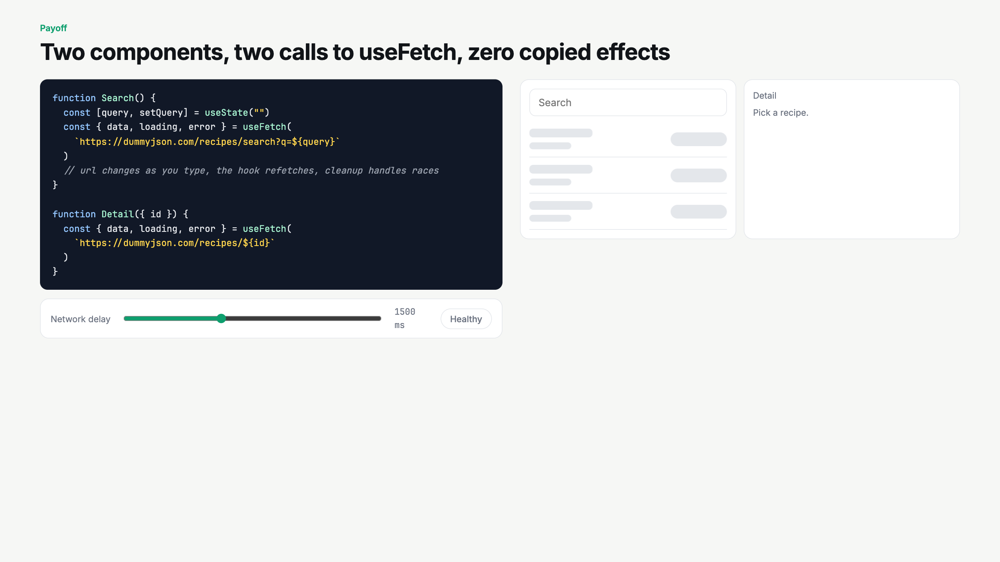 Payoff
Two components, two calls to useFetch, zero copied effects
function Search() {
  const [query, setQuery] = useState("")
  const { data, loading, error } = useFetch(
    `https://dummyjson.com/recipes/search?q=${query}`
  )
  // url changes as you type, the hook refetches, cleanup handles races
}
function Detail({ id }) {
  const { data, loading, error } = useFetch(
    `https://dummyjson.com/recipes/${id}`
  )
}
Network delay
1500
ms
Healthy
Search
Detail
Pick a recipe.